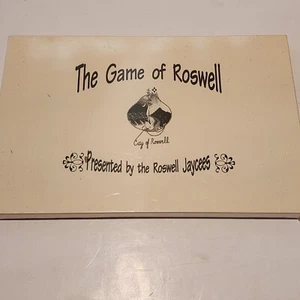 The Game of Roswell
City of Roswell
Presented by the Roswell Jaycees